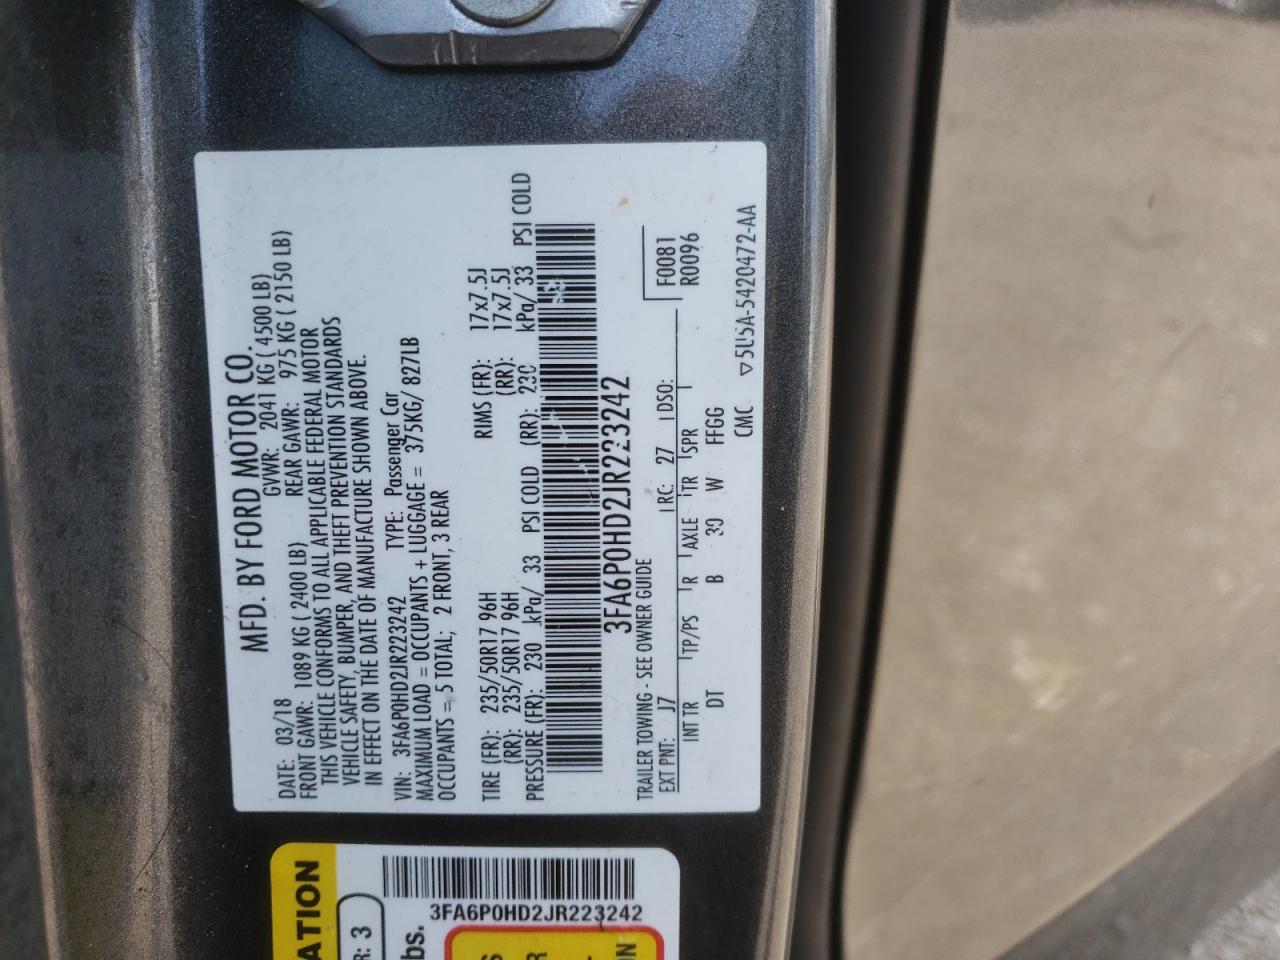 MFD. BY FORD MOTOR CO.
DATE: 03/18 GVWR: 2041 KG ( 4500 LB)
FRONT GAWR: 1089 KG ( 2400 LB) REAR GAWR: 975 KG ( 2150 LB)
THIS VEHICLE CONFORMS TO ALL APPLICABLE FEDERAL MOTOR
VEHICLE SAFETY, BUMPER, AND THEFT PREVENTION STANDARDS
IN EFFECT ON THE DATE OF MANUFACTURE SHOWN ABOVE.
VIN: 3FA6P0HD2JR223242 TYPE: Passenger Car
MAXIMUM LOAD = OCCUPANTS + LUGGAGE = 375KG/ 827LB
OCCUPANTS = 5 TOTAL; 2 FRONT, 3 REAR
TIRE (FR): 235/50R17 96H RIMS (FR): 17x7.5J
(RR): 235/50R17 96H (RR): 17x7.5J
PRESSURE (FR): 230 kPa/ 33 PSI COLD (RR): 230 kPa/ 33 PSI COLD
3FA6P0HD2JR223242
F0081
R0096
TRAILER TOWING - SEE OWNER GUIDE
EXT PNT: J7 RC: 27 DSO:
INT TR TP/PS R AXLE TR SPR
DT B 39 W FFGG
CMC
▽5U5A-5420472-AA
ATION
R: 3
3FA6P0HD2JR223242
bs.
S
R
ON